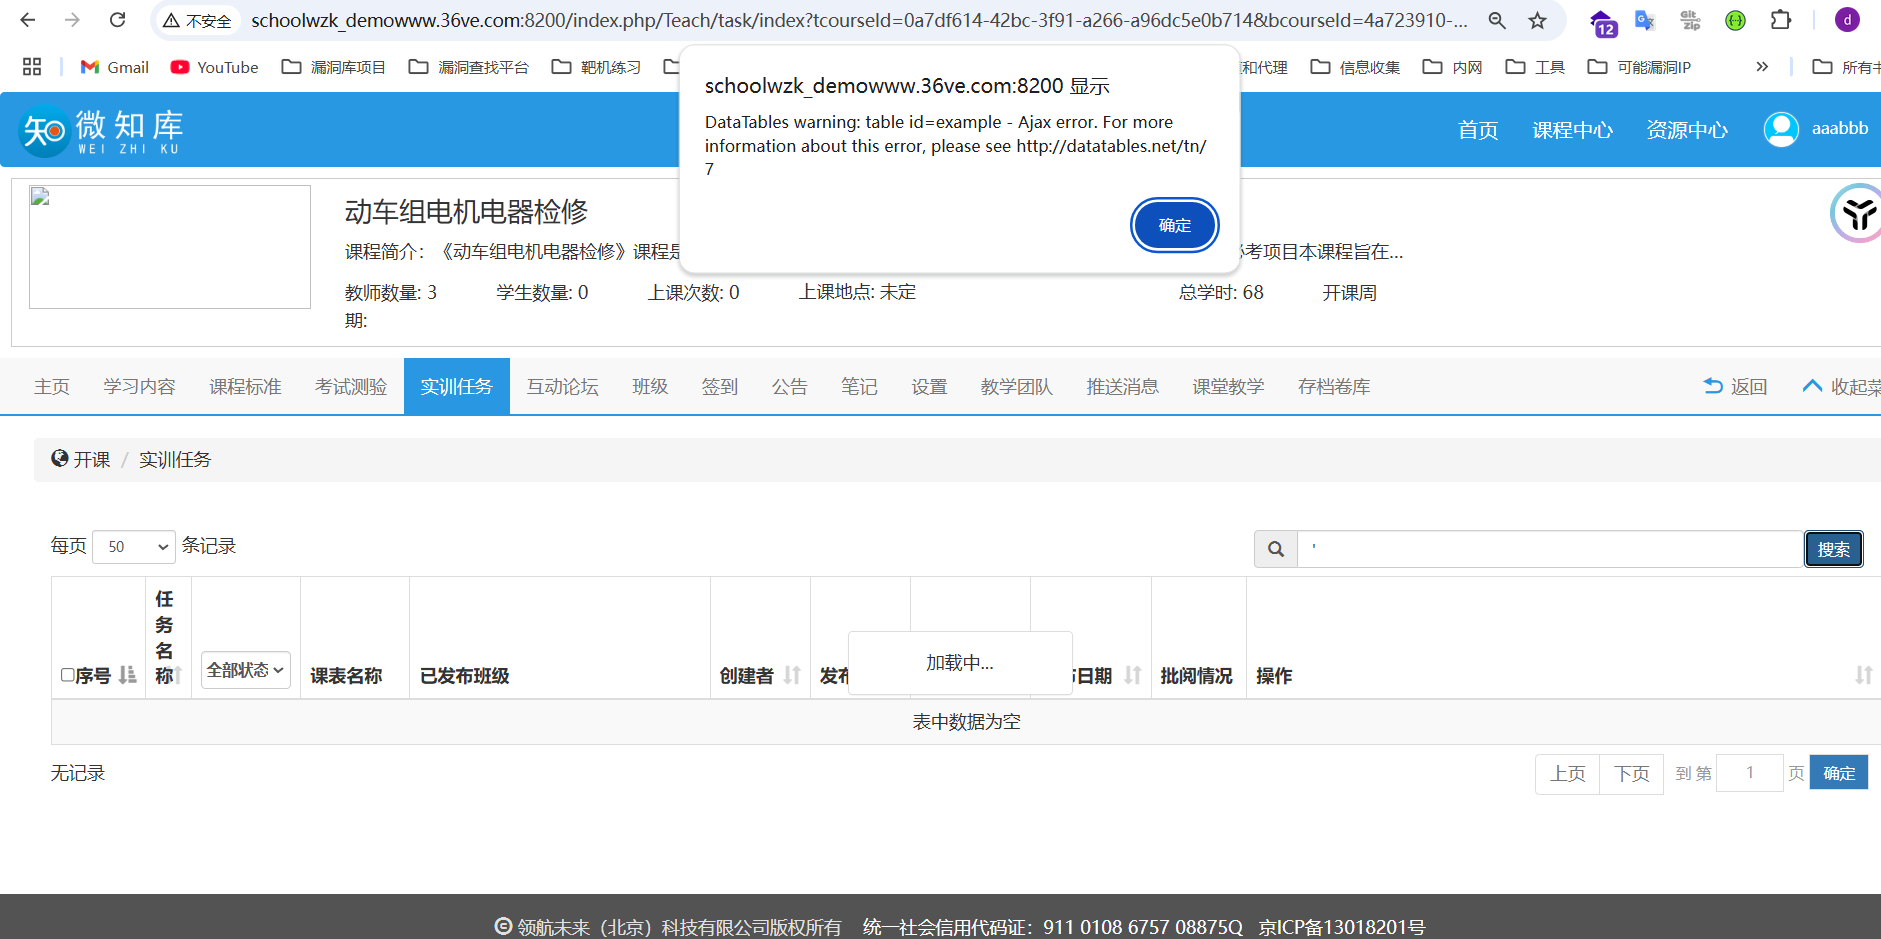 不安全 schoolwzk_demowww.36ve.com:8200/index.php/Teach/task/index?tcourseId=0a7df614-42bc-3f91-a266-a96dc5e0b714&bcourseId=4a723910-...
12
Git zip
d
Gmail YouTube 漏洞库项目 漏洞查找平台 靶机练习 和代理 信息收集 内网 工具 可能漏洞IP 所有
schoolwzk_demowww.36ve.com:8200 显示
DataTables warning: table id=example - Ajax error. For more
information about this error, please see http://datatables.net/tn/
7
确定
知 微知库
WEI ZHI KU
首页 课程中心 资源中心 aaabbb
动车组电机电器检修
课程简介：《动车组电机电器检修》课程是 考项目本课程旨在...
教师数量: 3 学生数量: 0 上课次数: 0 上课地点: 未定 总学时: 68 开课周
期:
主页 学习内容 课程标准 考试测验 实训任务 互动论坛 班级 签到 公告 笔记 设置 教学团队 推送消息 课堂教学 存档卷库 返回 收起菜
开课 / 实训任务
每页 50 条记录 ' 搜索
序号 任务名称 全部状态 课表名称 已发布班级 创建者 发布 日期 批阅情况 操作
加载中...
表中数据为空
无记录 上页 下页 到 第 1 页 确定
© 领航未来（北京）科技有限公司版权所有 统一社会信用代码证：911 0108 6757 08875Q 京ICP备13018201号